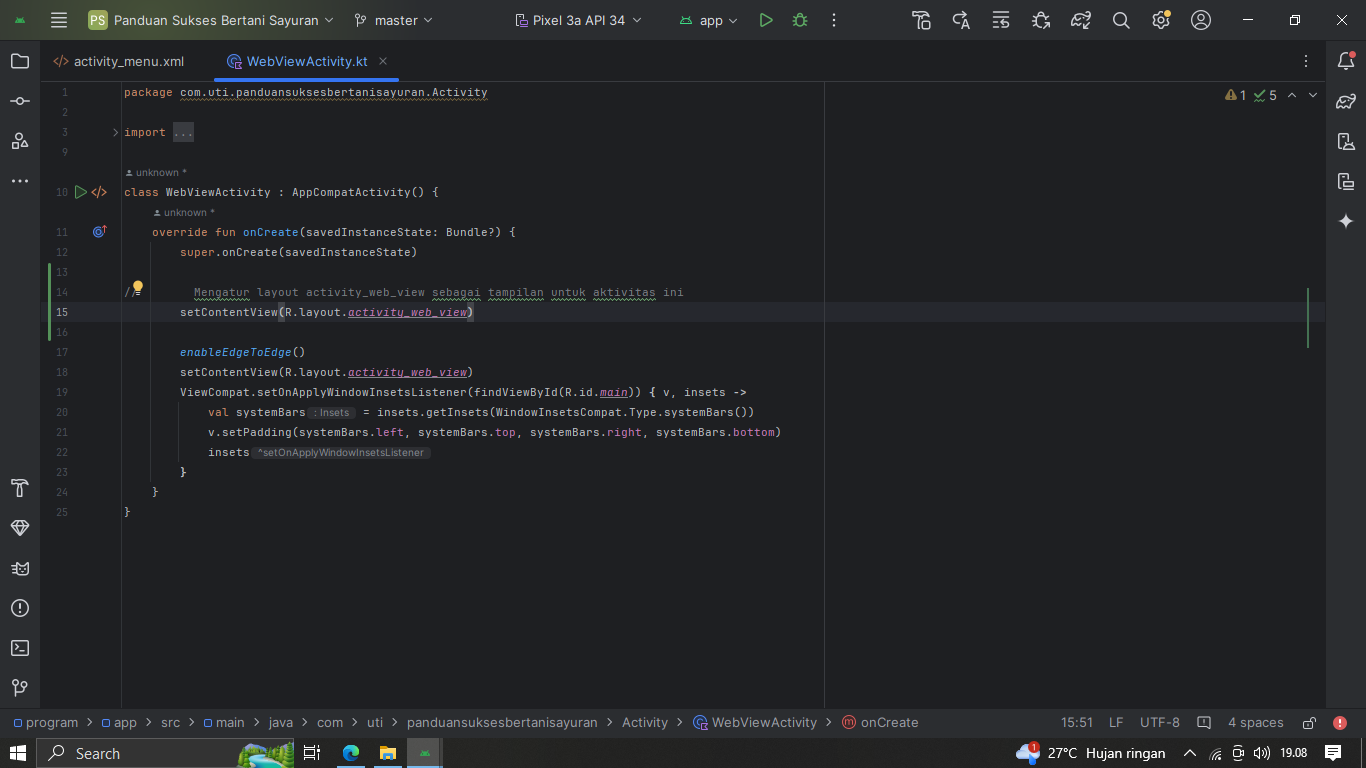 PS Panduan Sukses Bertani Sayuran master Pixel 3a API 34 app
activity_menu.xml WebViewActivity.kt
1 package com.uti.panduansuksesbertanisayuran.Activity 1 5
2
3 import ...
9
unknown *
10 class WebViewActivity : AppCompatActivity() {
unknown *
11 override fun onCreate(savedInstanceState: Bundle?) {
12 super.onCreate(savedInstanceState)
13
14 // Mengatur layout activity_web_view sebagai tampilan untuk aktivitas ini
15 setContentView(R.layout.activity_web_view)
16
17 enableEdgeToEdge()
18 setContentView(R.layout.activity_web_view)
19 ViewCompat.setOnApplyWindowInsetsListener(findViewById(R.id.main)) { v, insets ->
20 val systemBars : Insets = insets.getInsets(WindowInsetsCompat.Type.systemBars())
21 v.setPadding(systemBars.left, systemBars.top, systemBars.right, systemBars.bottom)
22 insets ^setOnApplyWindowInsetsListener
23 }
24 }
25 }
program > app > src > main > java > com > uti > panduansuksesbertanisayuran > Activity > WebViewActivity > onCreate 15:51 LF UTF-8 4 spaces
Search 1 27°C Hujan ringan 19.08